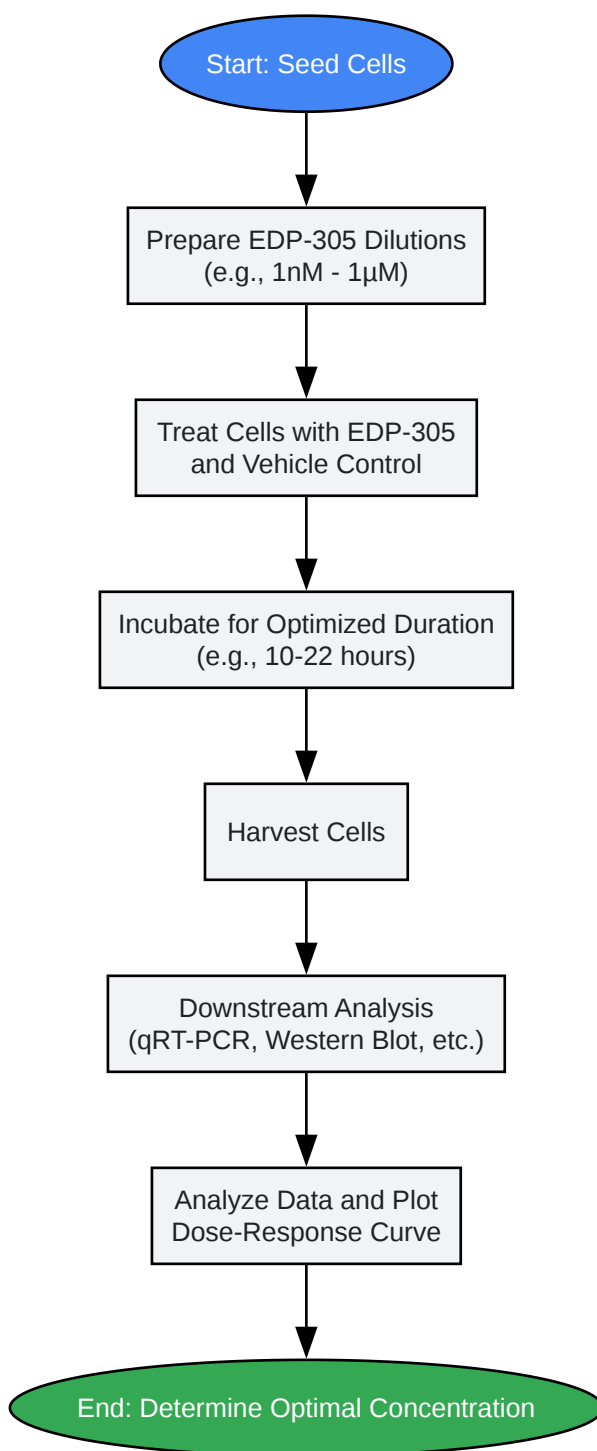 Start: Seed Cells
Prepare EDP-305 Dilutions
(e.g., 1nM - 1µM)
Treat Cells with EDP-305
and Vehicle Control
Incubate for Optimized Duration
(e.g., 10-22 hours)
Harvest Cells
Downstream Analysis
(qRT-PCR, Western Blot, etc.)
Analyze Data and Plot
Dose-Response Curve
End: Determine Optimal Concentration